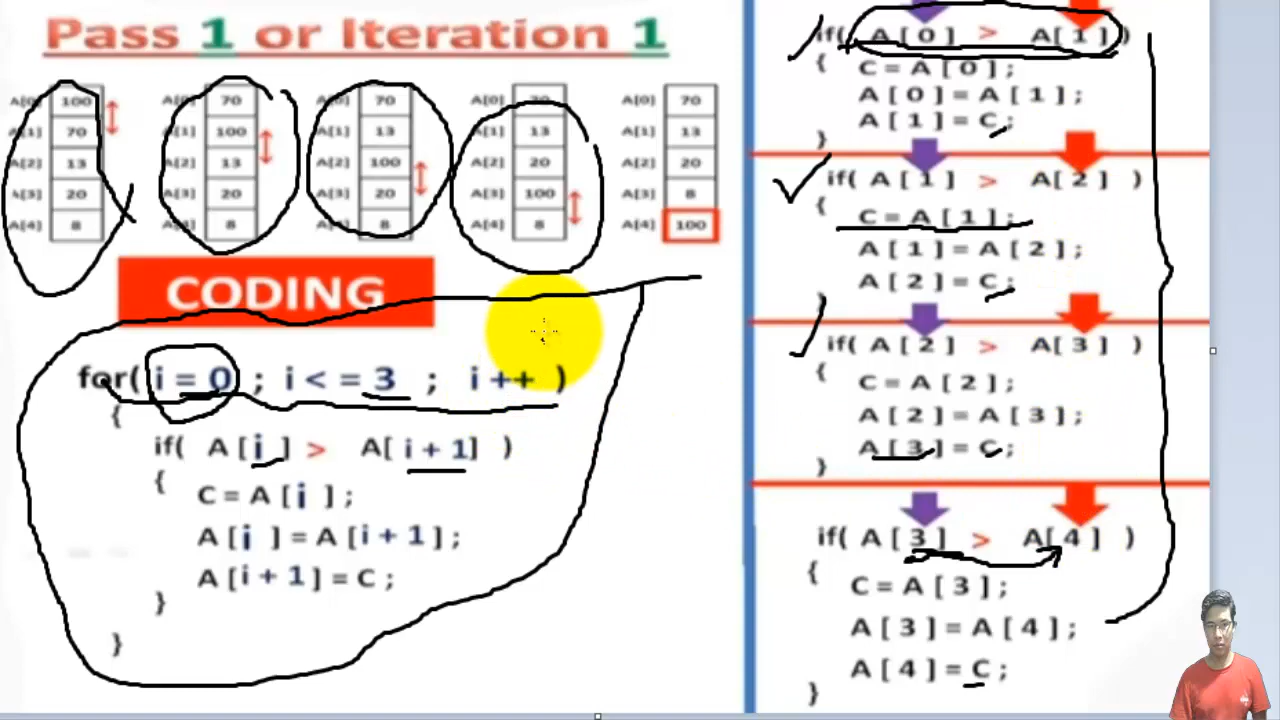 Pass 1 or Iteration 1
A[0] 100 A[0] 70 A[0] 70 A[0] A[0] 70
A[1] 70 A[1] 100 A[1] 13 A[1] 13 A[1] 13
A[2] 13 A[2] 13 A[2] 100 A[2] 20 A[2] 20
A[3] 20 A[3] 20 A[3] 20 A[3] 100 A[3] 8
A[4] 8 8 8 A[4] 8 A[4] 100
CODING
for( i = 0 ; i < = 3 ; i ++ )
{
if( A [ i ] > A[ i + 1] )
{
C = A [ i ] ;
A [ i ] = A [ i + 1 ] ;
A [ i + 1 ] = C ;
}
}
if( A [ 0 ] > A[ 1 ] )
{
C = A [ 0 ] ;
A [ 0 ] = A [ 1 ] ;
A [ 1 ] = C ;
}
if( A [ 1 ] > A[ 2 ] )
{
C = A [ 1 ] ;
A [ 1 ] = A [ 2 ] ;
A [ 2 ] = C ;
}
if( A [ 2 ] > A[ 3 ] )
{
C = A [ 2 ] ;
A [ 2 ] = A [ 3 ] ;
A [ 3 ] = C ;
}
if( A [ 3 ] > A[ 4 ] )
{
C = A [ 3 ] ;
A [ 3 ] = A [ 4 ] ;
A [ 4 ] = C ;
}